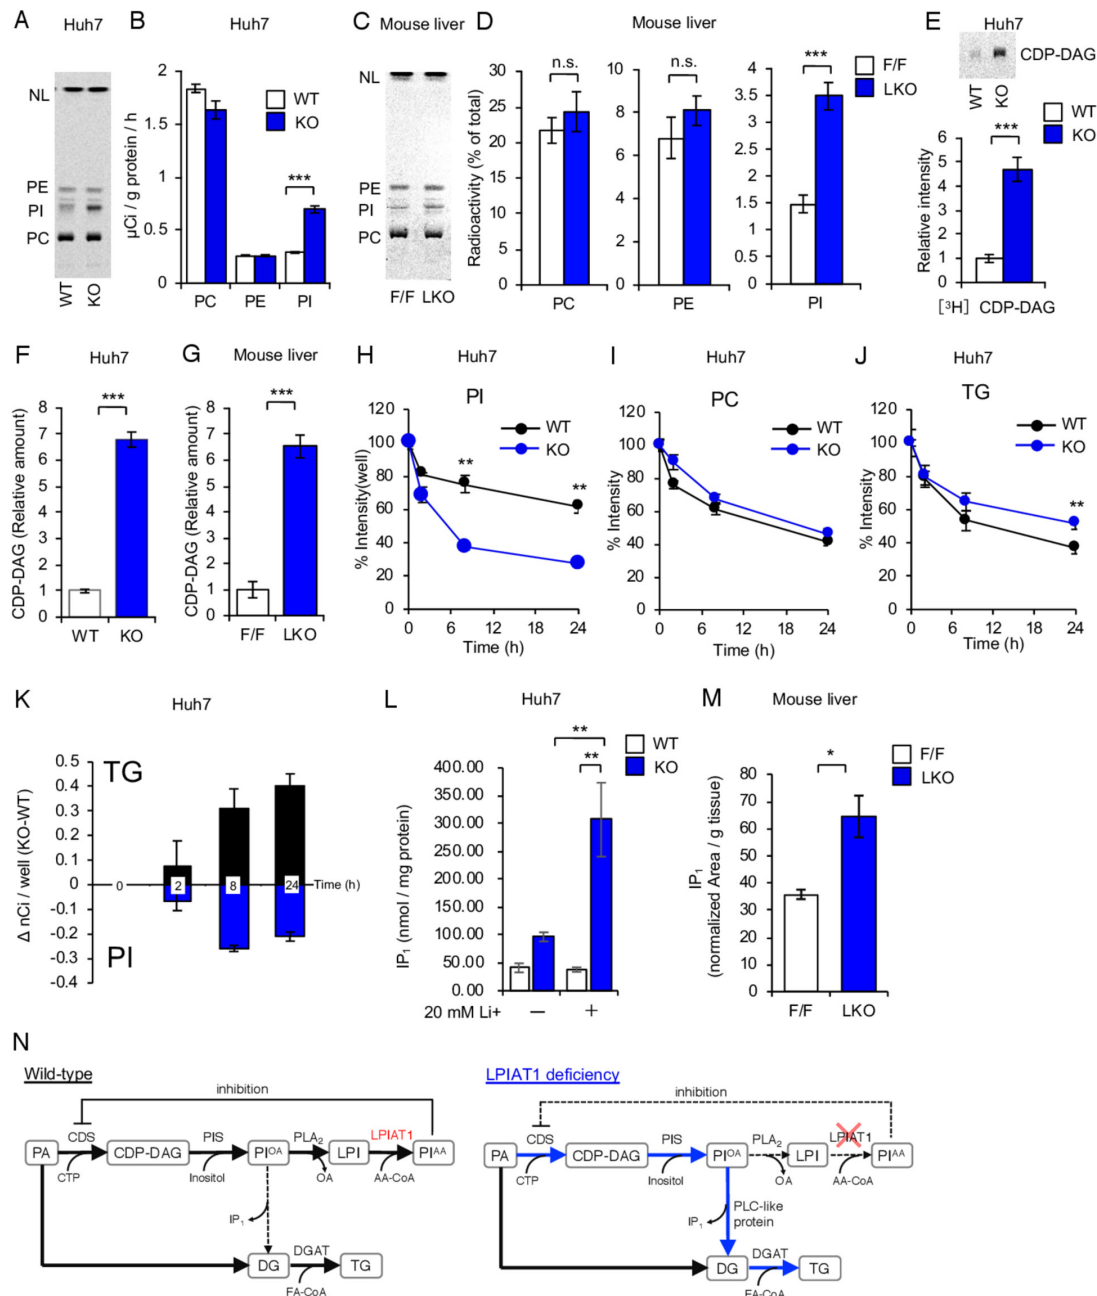 A Huh7
NL
PE
PI
PC
WT KO
B Huh7
μCi / g protein / h
2
1.5
1
0.5
0
WT
KO
***
PC PE PI
C Mouse liver
NL
PE
PI
PC
F/F LKO
D Mouse liver
Radioactivity (% of total)
30
25
20
15
10
5
0
n.s.
PC
10
8
6
4
2
0
n.s.
PE
4
3.5
3
2.5
2
1.5
1
0.5
0
***
PI
F/F
LKO
E Huh7
CDP-DAG
WT KO
WT
KO
***
Relative intensity
6
5
4
3
2
1
0
[³H] CDP-DAG
F Huh7
CDP-DAG (Relative amount)
8
7
6
5
4
3
2
1
0
***
WT KO
G Mouse liver
CDP-DAG (Relative amount)
8
7
6
5
4
3
2
1
0
***
F/F LKO
H Huh7
PI
% Intensity(well)
120
100
80
60
40
20
0
WT
KO
**
**
0 6 12 18 24
Time (h)
I Huh7
PC
% Intensity
120
100
80
60
40
20
0
WT
KO
0 6 12 18 24
Time (h)
J Huh7
TG
% Intensity
120
100
80
60
40
20
0
WT
KO
**
0 6 12 18 24
Time (h)
K Huh7
Δ nCi / well (KO-WT)
0.5
0.4
0.3
0.2
0.1
0
-0.1
-0.2
-0.3
-0.4
TG
PI
0 2 8 24 Time (h)
L Huh7
IP₁ (nmol / mg protein)
400.00
350.00
300.00
250.00
200.00
150.00
100.00
50.00
0.00
WT
KO
**
**
20 mM Li+ — +
M Mouse liver
IP₁
(normalized Area / g tissue)
80
70
60
50
40
30
20
10
0
*
F/F
LKO
F/F LKO
N
Wild-type
inhibition
CDS PIS PLA₂ LPIAT1
PA CDP-DAG PIᴼᴬ LPI PIᴬᴬ
CTP Inositol OA AA-CoA
IP₁
DGAT
DG TG
FA-CoA
LPIAT1 deficiency
inhibition
CDS PIS PLA₂ LPIAT1
PA CDP-DAG PIᴼᴬ LPI PIᴬᴬ
CTP Inositol OA AA-CoA
IP₁ PLC-like
protein
DGAT
DG TG
FA-CoA